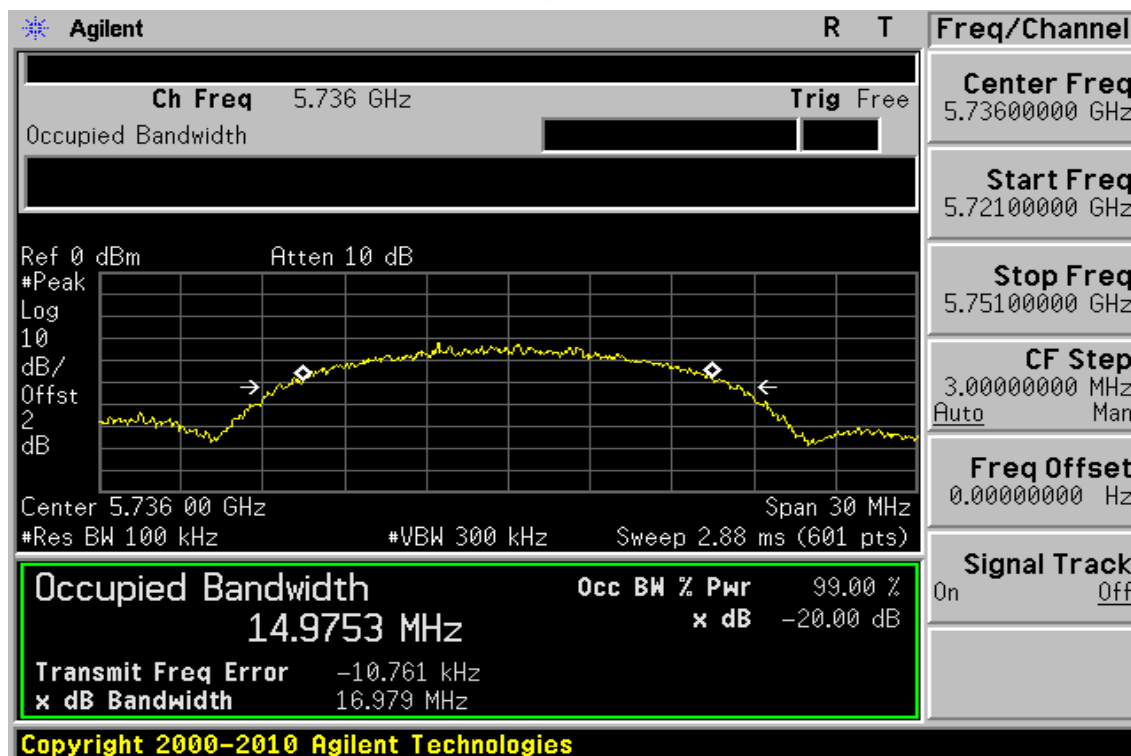 Agilent R T
Ch Freq 5.736 GHz Trig Free
Occupied Bandwidth
Ref 0 dBm Atten 10 dB
#Peak
Log
10
dB/
Offst
2
dB
Center 5.736 00 GHz Span 30 MHz
#Res BW 100 kHz #VBW 300 kHz Sweep 2.88 ms (601 pts)
Occupied Bandwidth Occ BW % Pwr 99.00 %
14.9753 MHz x dB -20.00 dB
Transmit Freq Error -10.761 kHz
x dB Bandwidth 16.979 MHz
Copyright 2000-2010 Agilent Technologies
Freq/Channel
Center Freq
5.73600000 GHz
Start Freq
5.72100000 GHz
Stop Freq
5.75100000 GHz
CF Step
3.00000000 MHz
Auto Man
Freq Offset
0.00000000 Hz
Signal Track
On Off